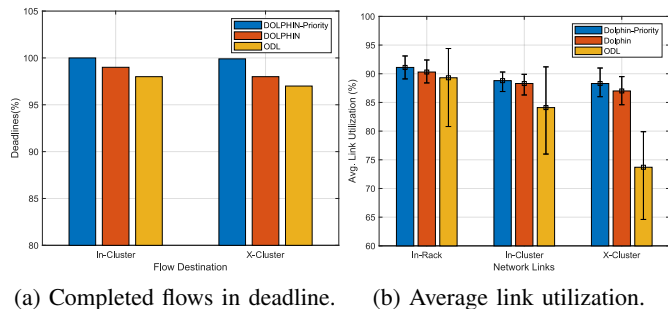 105
100
95
90
85
80
Deadlines(%)
DOLPHIN-Priority
DOLPHIN
ODL
In-Cluster
X-Cluster
Flow Destination
(a) Completed flows in deadline.
100
95
90
85
80
75
70
65
60
Avg. Link Utilization (%)
Dolphin-Priority
Dolphin
ODL
In-Rack
In-Cluster
X-Cluster
Network Links
(b) Average link utilization.